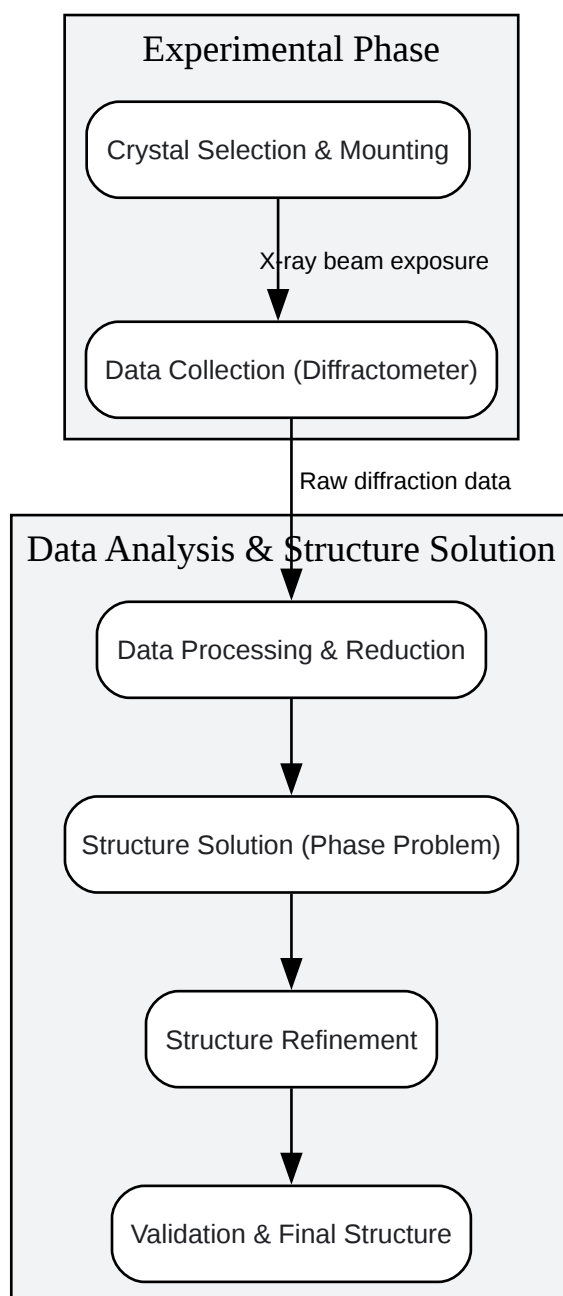 Experimental Phase
Crystal Selection & Mounting
X-ray beam exposure
Data Collection (Diffractometer)
Raw diffraction data
Data Analysis & Structure Solution
Data Processing & Reduction
Structure Solution (Phase Problem)
Structure Refinement
Validation & Final Structure